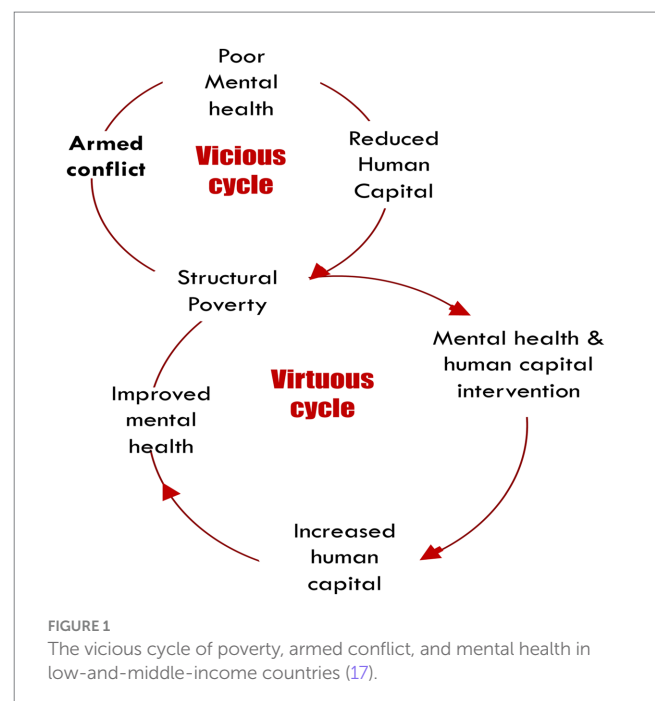 Poor
Mental
health
Armed
conflict
Vicious
cycle
Reduced
Human
Capital
Structural
Poverty
Mental health &
human capital
intervention
Virtuous
cycle
Improved
mental
health
Increased
human
capital
FIGURE 1
The vicious cycle of poverty, armed conflict, and mental health in
low-and-middle-income countries (17).